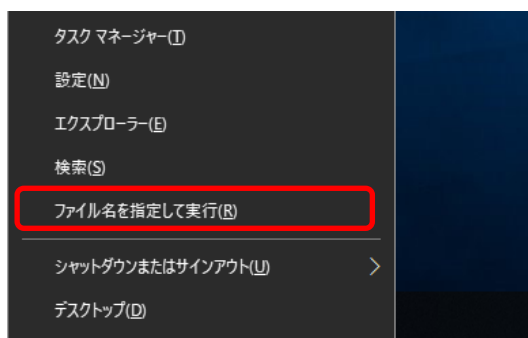 タスク マネージャー(T)
設定(N)
エクスプローラー(E)
検索(S)
ファイル名を指定して実行(R)
シャットダウンまたはサインアウト(U)
デスクトップ(D)